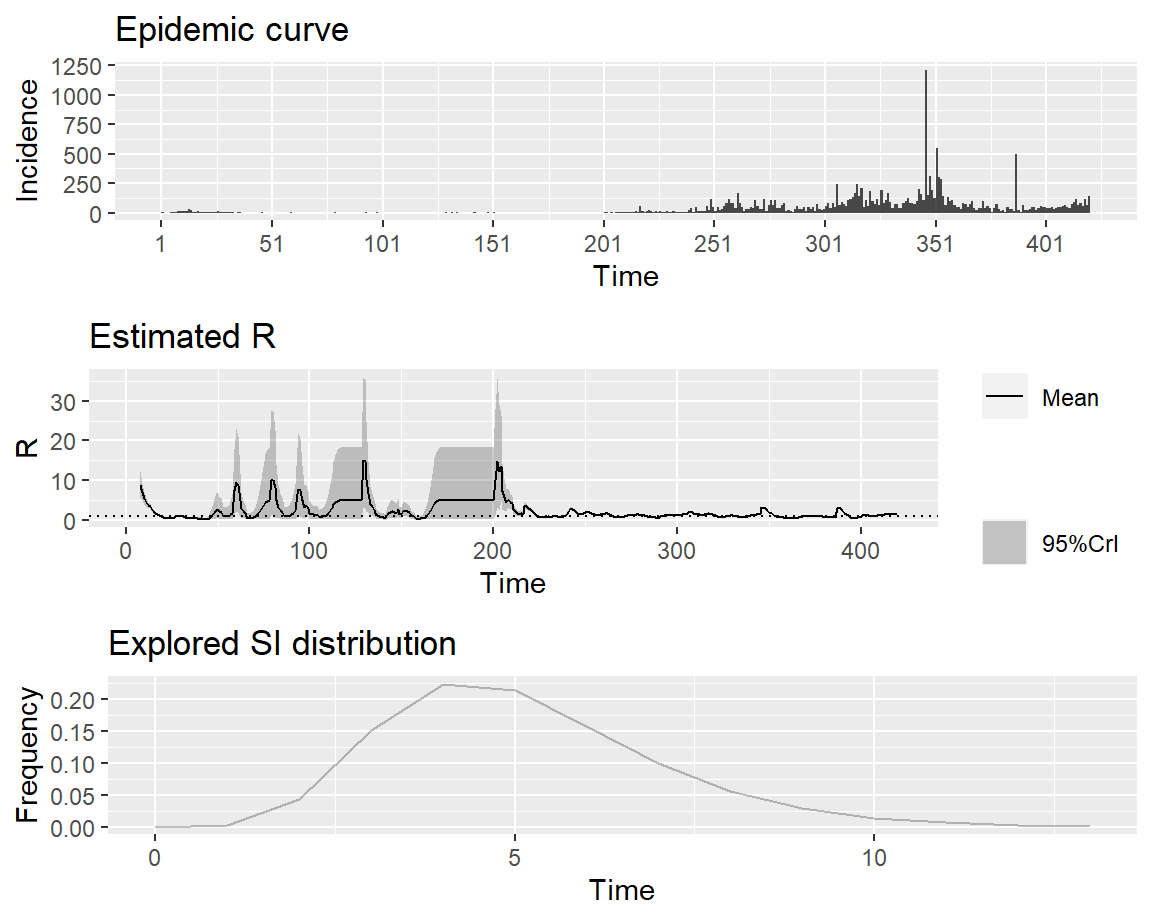 Epidemic curve
Incidence
1250
1000
750
500
250
0
1 51 101 151 201 251 301 351 401
Time
Estimated R
R
30
20
10
0
0 100 200 300 400
Time
Mean
95%CrI
Explored SI distribution
Frequency
0.20
0.15
0.10
0.05
0.00
0 5 10
Time